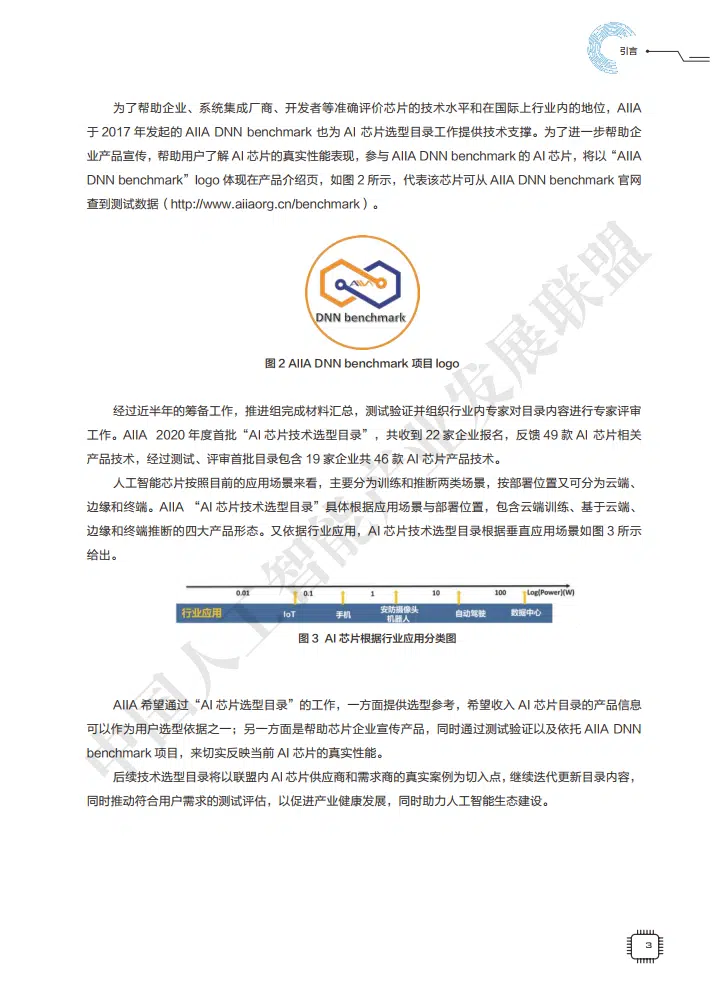 引言
为了帮助企业、系统集成厂商、开发者等准确评价芯片的技术水平和在国际上行业内的地位，AIIA
于 2017 年发起的 AIIA DNN benchmark 也为 AI 芯片选型目录工作提供技术支撑。为了进一步帮助企
业产品宣传，帮助用户了解 AI 芯片的真实性能表现，参与 AIIA DNN benchmark 的 AI 芯片，将以“AIIA
DNN benchmark”logo 体现在产品介绍页，如图 2 所示，代表该芯片可从 AIIA DNN benchmark 官网
查到测试数据（http://www.aiiaorg.cn/benchmark）。
AIIA
DNN benchmark
图 2 AIIA DNN benchmark 项目 logo
经过近半年的筹备工作，推进组完成材料汇总，测试验证并组织行业内专家对目录内容进行专家评审
工作。AIIA 2020 年度首批“AI 芯片技术选型目录”，共收到 22 家企业报名，反馈 49 款 AI 芯片相关
产品技术，经过测试、评审首批目录包含 19 家企业共 46 款 AI 芯片产品技术。
人工智能芯片按照目前的应用场景来看，主要分为训练和推断两类场景，按部署位置又可分为云端、
边缘和终端。AIIA “AI 芯片技术选型目录”具体根据应用场景与部署位置，包含云端训练、基于云端、
边缘和终端推断的四大产品形态。又依据行业应用，AI 芯片技术选型目录根据垂直应用场景如图 3 所示
给出。
0.01 0.1 1 10 100 Log(Power)(W)
行业应用 IoT 手机 安防摄像头 机器人 自动驾驶 数据中心
图 3 AI 芯片根据行业应用分类图
AIIA 希望通过“AI 芯片选型目录”的工作，一方面提供选型参考，希望收入 AI 芯片目录的产品信息
可以作为用户选型依据之一；另一方面是帮助芯片企业宣传产品，同时通过测试验证以及依托 AIIA DNN
benchmark 项目，来切实反映当前 AI 芯片的真实性能。
后续技术选型目录将以联盟内 AI 芯片供应商和需求商的真实案例为切入点，继续迭代更新目录内容，
同时推动符合用户需求的测试评估，以促进产业健康发展，同时助力人工智能生态建设。
中国人工智能产业发展联盟
3